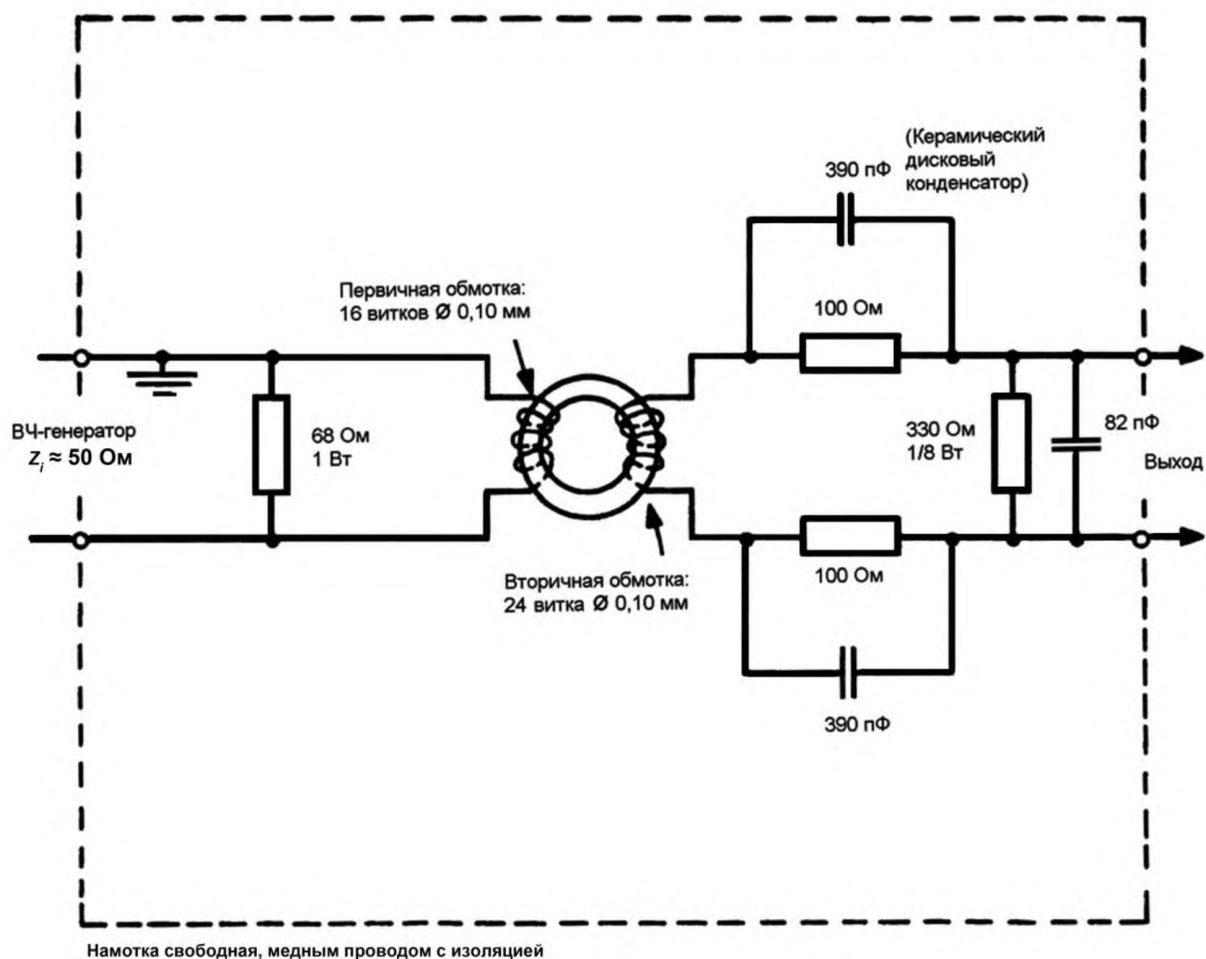 (Керамический
дисковый
конденсатор)
390 пФ
Первичная обмотка:
16 витков Ø 0,10 мм
100 Ом
ВЧ-генератор
Zi ≈ 50 Ом
68 Ом
1 Вт
330 Ом
1/8 Вт
82 пФ
Выход
Вторичная обмотка:
24 витка Ø 0,10 мм
100 Ом
390 пФ
Намотка свободная, медным проводом с изоляцией